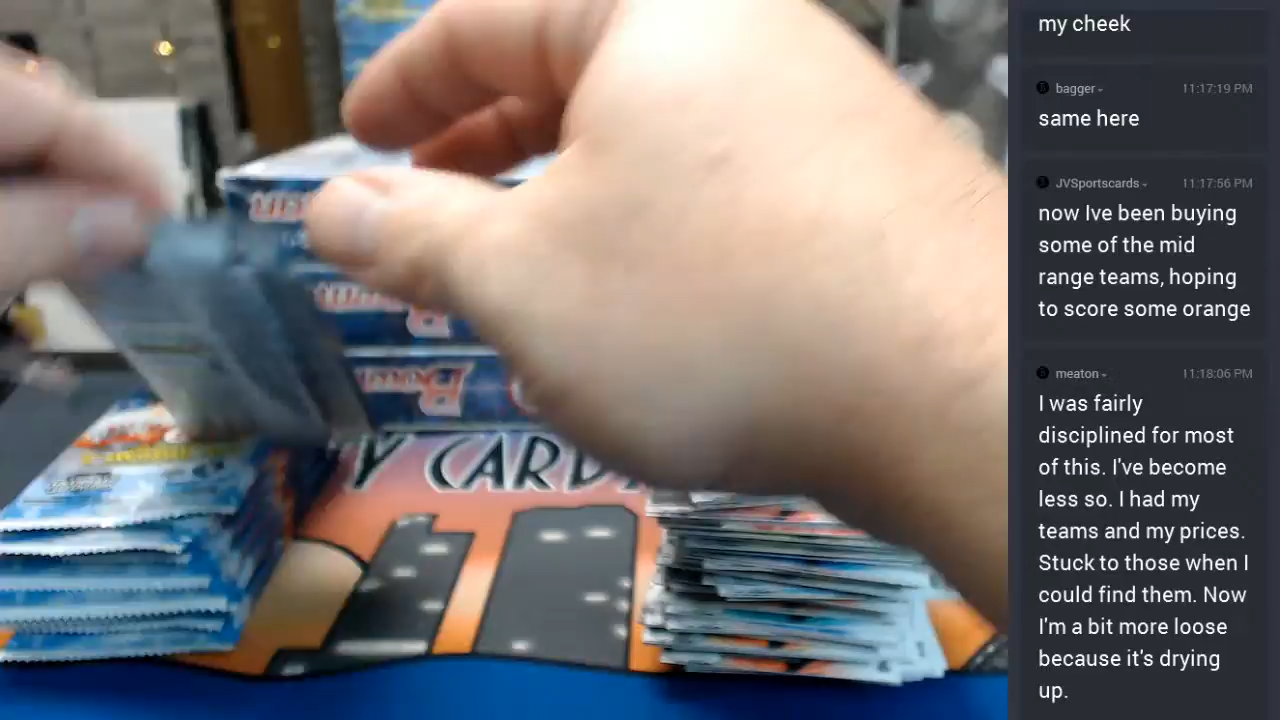 my cheek
bagger
11:17:19 PM
same here
JVSportscards
11:17:56 PM
now Ive been buying
some of the mid
range teams, hoping
to score some orange
meaton
11:18:06 PM
I was fairly
disciplined for most
of this. I've become
less so. I had my
teams and my prices.
Stuck to those when I
could find them. Now
I'm a bit more loose
because it's drying
up.
Y CARD